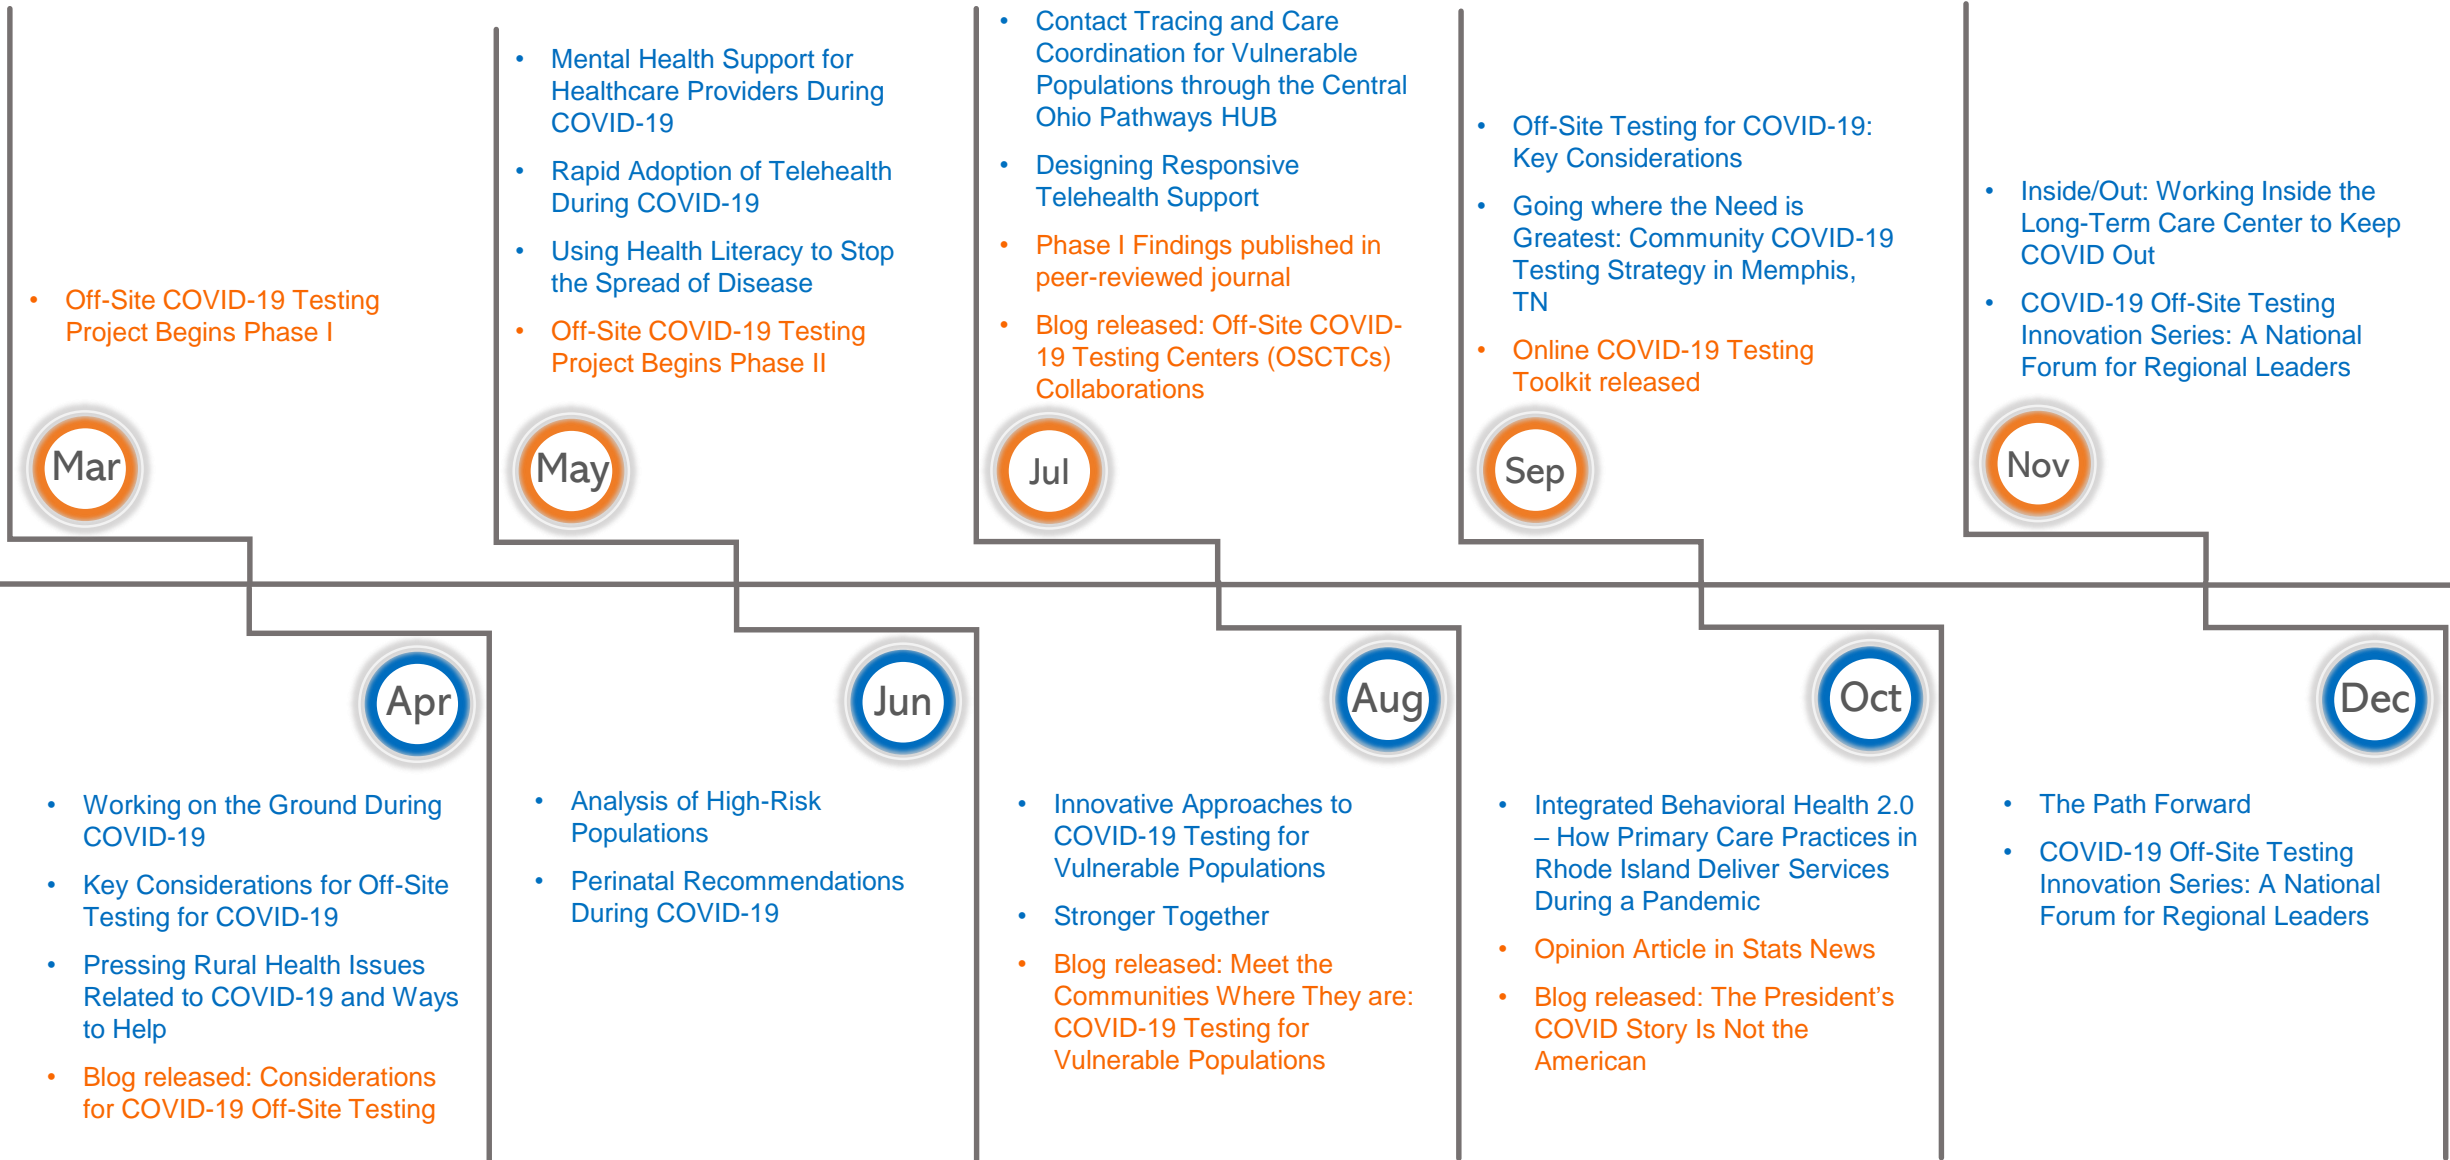 • Off-Site COVID-19 Testing
Project Begins Phase I
Mar
• Mental Health Support for
Healthcare Providers During
COVID-19
• Rapid Adoption of Telehealth
During COVID-19
• Using Health Literacy to Stop
the Spread of Disease
• Off-Site COVID-19 Testing
Project Begins Phase II
May
• Contact Tracing and Care
Coordination for Vulnerable
Populations through the Central
Ohio Pathways HUB
• Designing Responsive
Telehealth Support
• Phase I Findings published in
peer-reviewed journal
• Blog released: Off-Site COVID-
19 Testing Centers (OSCTCs)
Collaborations
Jul
• Off-Site Testing for COVID-19:
Key Considerations
• Going where the Need is
Greatest: Community COVID-19
Testing Strategy in Memphis,
TN
• Online COVID-19 Testing
Toolkit released
Sep
• Inside/Out: Working Inside the
Long-Term Care Center to Keep
COVID Out
• COVID-19 Off-Site Testing
Innovation Series: A National
Forum for Regional Leaders
Nov
Apr
• Working on the Ground During
COVID-19
• Key Considerations for Off-Site
Testing for COVID-19
• Pressing Rural Health Issues
Related to COVID-19 and Ways
to Help
• Blog released: Considerations
for COVID-19 Off-Site Testing
Jun
• Analysis of High-Risk
Populations
• Perinatal Recommendations
During COVID-19
Aug
• Innovative Approaches to
COVID-19 Testing for
Vulnerable Populations
• Stronger Together
• Blog released: Meet the
Communities Where They are:
COVID-19 Testing for
Vulnerable Populations
Oct
• Integrated Behavioral Health 2.0
– How Primary Care Practices in
Rhode Island Deliver Services
During a Pandemic
• Opinion Article in Stats News
• Blog released: The President’s
COVID Story Is Not the
American
Dec
• The Path Forward
• COVID-19 Off-Site Testing
Innovation Series: A National
Forum for Regional Leaders